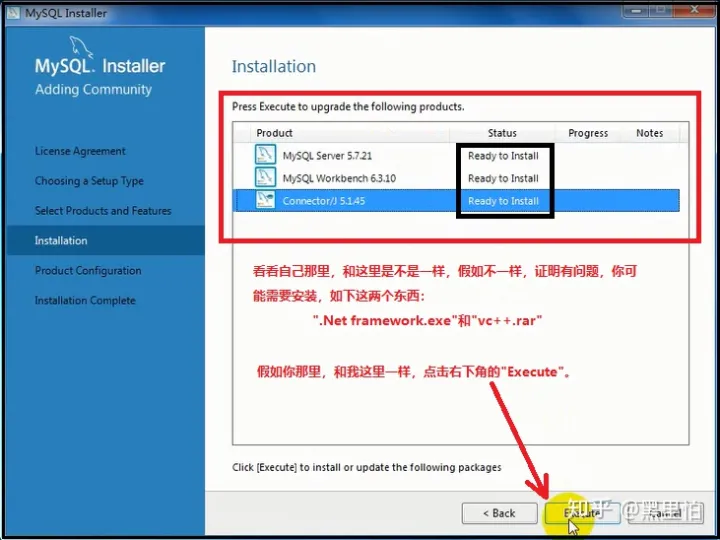 MySQL Installer
MySQL. Installer
Adding Community
License Agreement
Choosing a Setup Type
Select Products and Features
Installation
Product Configuration
Installation Complete
Installation
Press Execute to upgrade the following products.
Product Status Progress Notes
MySQL Server 5.7.21 Ready to Install
MySQL Workbench 6.3.10 Ready to Install
Connector/J 5.1.45 Ready to Install
看看自己那里，和这里是不是一样，假如不一样，证明有问题，你可
能需要安装，如下这两个东西：
".Net framework.exe"和"vc++.rar"
假如你那里，和我这里一样，点击右下角的"Execute"。
Click [Execute] to install or update the following packages
< Back Execute Cancel
知乎 @黑里怕